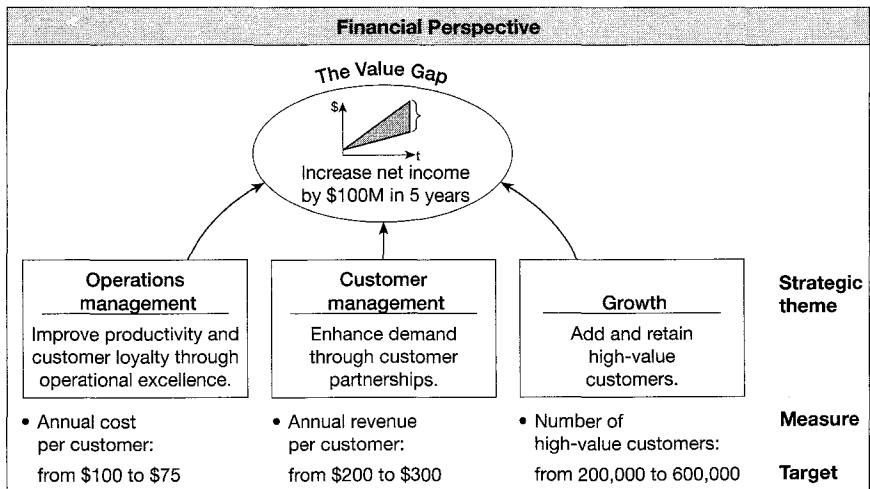 Financial Perspective
The Value Gap
$
t
Increase net income
by $100M in 5 years
Operations
management
Improve productivity and
customer loyalty through
operational excellence.
Customer
management
Enhance demand
through customer
partnerships.
Growth
Add and retain
high-value
customers.
Strategic
theme
• Annual cost
per customer:
• Annual revenue
per customer:
• Number of
high-value customers:
Measure
from $100 to $75
from $200 to $300
from 200,000 to 600,000
Target